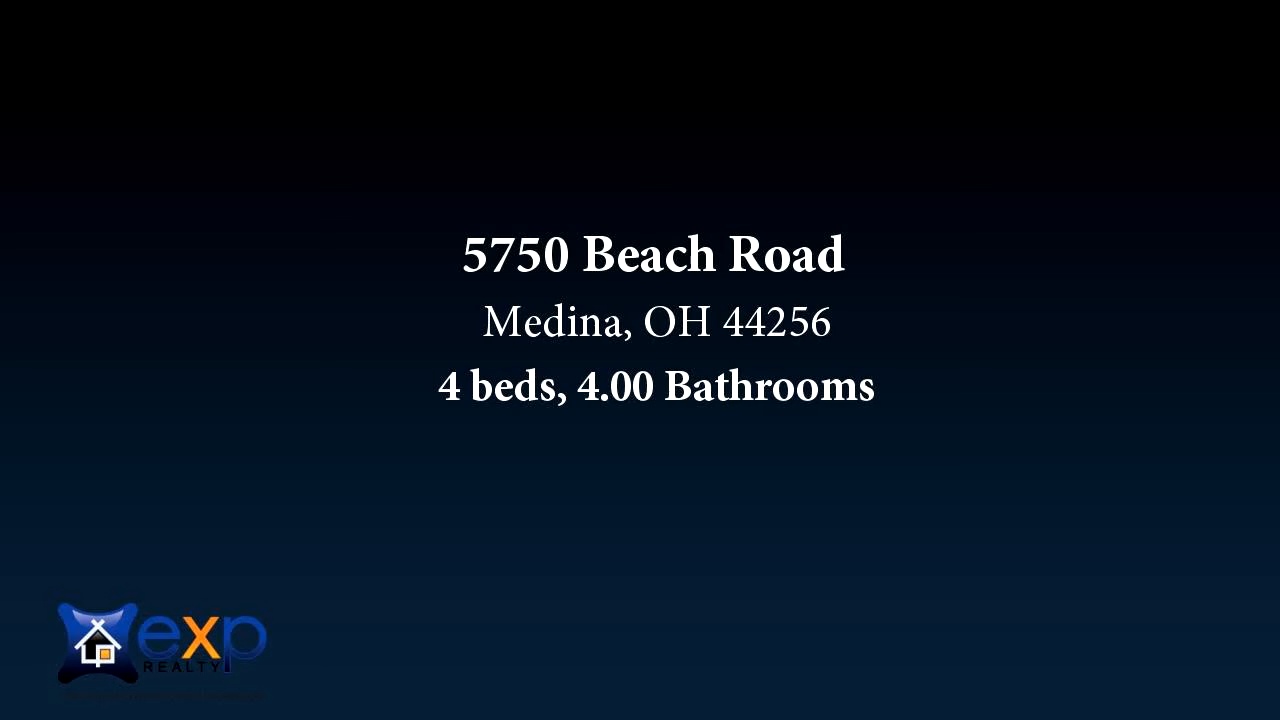 5750 Beach Road
Medina, OH 44256
4 beds, 4.00 Bathrooms
exp
REALTY